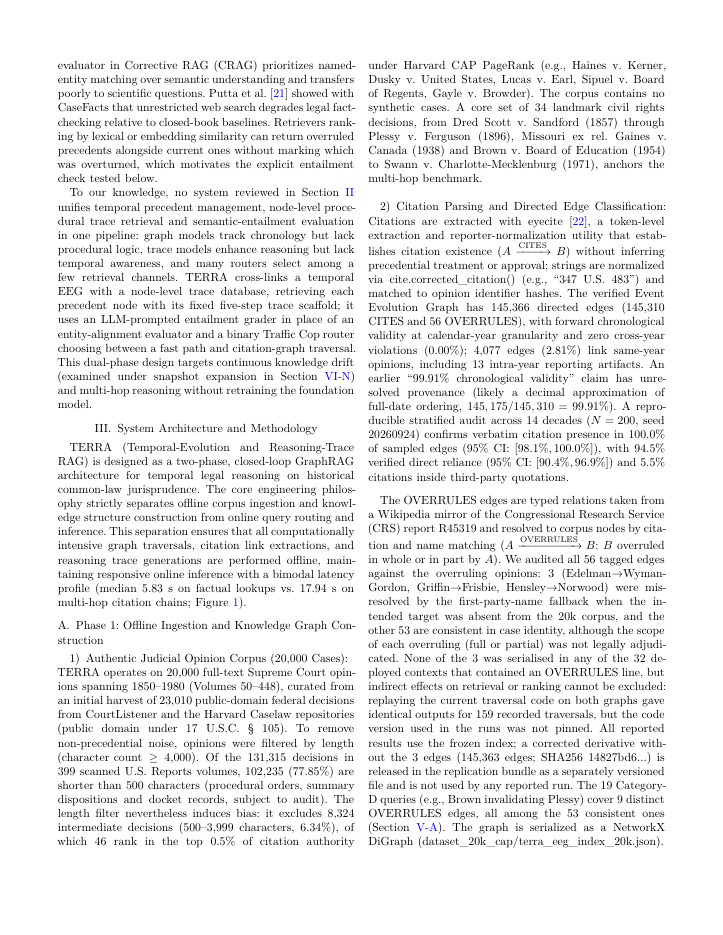 evaluator in Corrective RAG (CRAG) prioritizes named-
entity matching over semantic understanding and transfers
poorly to scientific questions. Putta et al. [21] showed with
CaseFacts that unrestricted web search degrades legal fact-
checking relative to closed-book baselines. Retrievers rank-
ing by lexical or embedding similarity can return overruled
precedents alongside current ones without marking which
was overturned, which motivates the explicit entailment
check tested below.
To our knowledge, no system reviewed in Section II
unifies temporal precedent management, node-level proce-
dural trace retrieval and semantic-entailment evaluation
in one pipeline: graph models track chronology but lack
procedural logic, trace models enhance reasoning but lack
temporal awareness, and many routers select among a
few retrieval channels. TERRA cross-links a temporal
EEG with a node-level trace database, retrieving each
precedent node with its fixed five-step trace scaffold; it
uses an LLM-prompted entailment grader in place of an
entity-alignment evaluator and a binary Traffic Cop router
choosing between a fast path and citation-graph traversal.
This dual-phase design targets continuous knowledge drift
(examined under snapshot expansion in Section VI-N)
and multi-hop reasoning without retraining the foundation
model.
III. System Architecture and Methodology
TERRA (Temporal-Evolution and Reasoning-Trace
RAG) is designed as a two-phase, closed-loop GraphRAG
architecture for temporal legal reasoning on historical
common-law jurisprudence. The core engineering philos-
ophy strictly separates offline corpus ingestion and knowl-
edge structure construction from online query routing and
inference. This separation ensures that all computationally
intensive graph traversals, citation link extractions, and
reasoning trace generations are performed offline, main-
taining responsive online inference with a bimodal latency
profile (median 5.83 s on factual lookups vs. 17.94 s on
multi-hop citation chains; Figure 1).
A. Phase 1: Offline Ingestion and Knowledge Graph Con-
struction
1) Authentic Judicial Opinion Corpus (20,000 Cases):
TERRA operates on 20,000 full-text Supreme Court opin-
ions spanning 1850–1980 (Volumes 50–448), curated from
an initial harvest of 23,010 public-domain federal decisions
from CourtListener and the Harvard Caselaw repositories
(public domain under 17 U.S.C. § 105). To remove
non-precedential noise, opinions were filtered by length
(character count ≥ 4,000). Of the 131,315 decisions in
399 scanned U.S. Reports volumes, 102,235 (77.85%) are
shorter than 500 characters (procedural orders, summary
dispositions and docket records, subject to audit). The
length filter nevertheless induces bias: it excludes 8,324
intermediate decisions (500–3,999 characters, 6.34%), of
which 46 rank in the top 0.5% of citation authority
under Harvard CAP PageRank (e.g., Haines v. Kerner,
Dusky v. United States, Lucas v. Earl, Sipuel v. Board
of Regents, Gayle v. Browder). The corpus contains no
synthetic cases. A core set of 34 landmark civil rights
decisions, from Dred Scott v. Sandford (1857) through
Plessy v. Ferguson (1896), Missouri ex rel. Gaines v.
Canada (1938) and Brown v. Board of Education (1954)
to Swann v. Charlotte-Mecklenburg (1971), anchors the
multi-hop benchmark.
2) Citation Parsing and Directed Edge Classification:
Citations are extracted with eyecite [22], a token-level
extraction and reporter-normalization utility that estab-
lishes citation existence (A CITES→ B) without inferring
precedential treatment or approval; strings are normalized
via cite.corrected_citation() (e.g., “347 U.S. 483”) and
matched to opinion identifier hashes. The verified Event
Evolution Graph has 145,366 directed edges (145,310
CITES and 56 OVERRULES), with forward chronological
validity at calendar-year granularity and zero cross-year
violations (0.00%); 4,077 edges (2.81%) link same-year
opinions, including 13 intra-year reporting artifacts. An
earlier “99.91% chronological validity” claim has unre-
solved provenance (likely a decimal approximation of
full-date ordering, 145, 175/145, 310 = 99.91%). A repro-
ducible stratified audit across 14 decades (N = 200, seed
20260924) confirms verbatim citation presence in 100.0%
of sampled edges (95% CI: [98.1%, 100.0%]), with 94.5%
verified direct reliance (95% CI: [90.4%, 96.9%]) and 5.5%
citations inside third-party quotations.
The OVERRULES edges are typed relations taken from
a Wikipedia mirror of the Congressional Research Service
(CRS) report R45319 and resolved to corpus nodes by cita-
tion and name matching (A OVERRULES→ B: B overruled
in whole or in part by A). We audited all 56 tagged edges
against the overruling opinions: 3 (Edelman→Wyman-
Gordon, Griffin→Frisbie, Hensley→Norwood) were mis-
resolved by the first-party-name fallback when the in-
tended target was absent from the 20k corpus, and the
other 53 are consistent in case identity, although the scope
of each overruling (full or partial) was not legally adjudi-
cated. None of the 3 was serialised in any of the 32 de-
ployed contexts that contained an OVERRULES line, but
indirect effects on retrieval or ranking cannot be excluded:
replaying the current traversal code on both graphs gave
identical outputs for 159 recorded traversals, but the code
version used in the runs was not pinned. All reported
results use the frozen index; a corrected derivative with-
out the 3 edges (145,363 edges; SHA256 14827bd6...) is
released in the replication bundle as a separately versioned
file and is not used by any reported run. The 19 Category-
D queries (e.g., Brown invalidating Plessy) cover 9 distinct
OVERRULES edges, all among the 53 consistent ones
(Section V-A). The graph is serialized as a NetworkX
DiGraph (dataset_20k_cap/terra_eeg_index_20k.json).